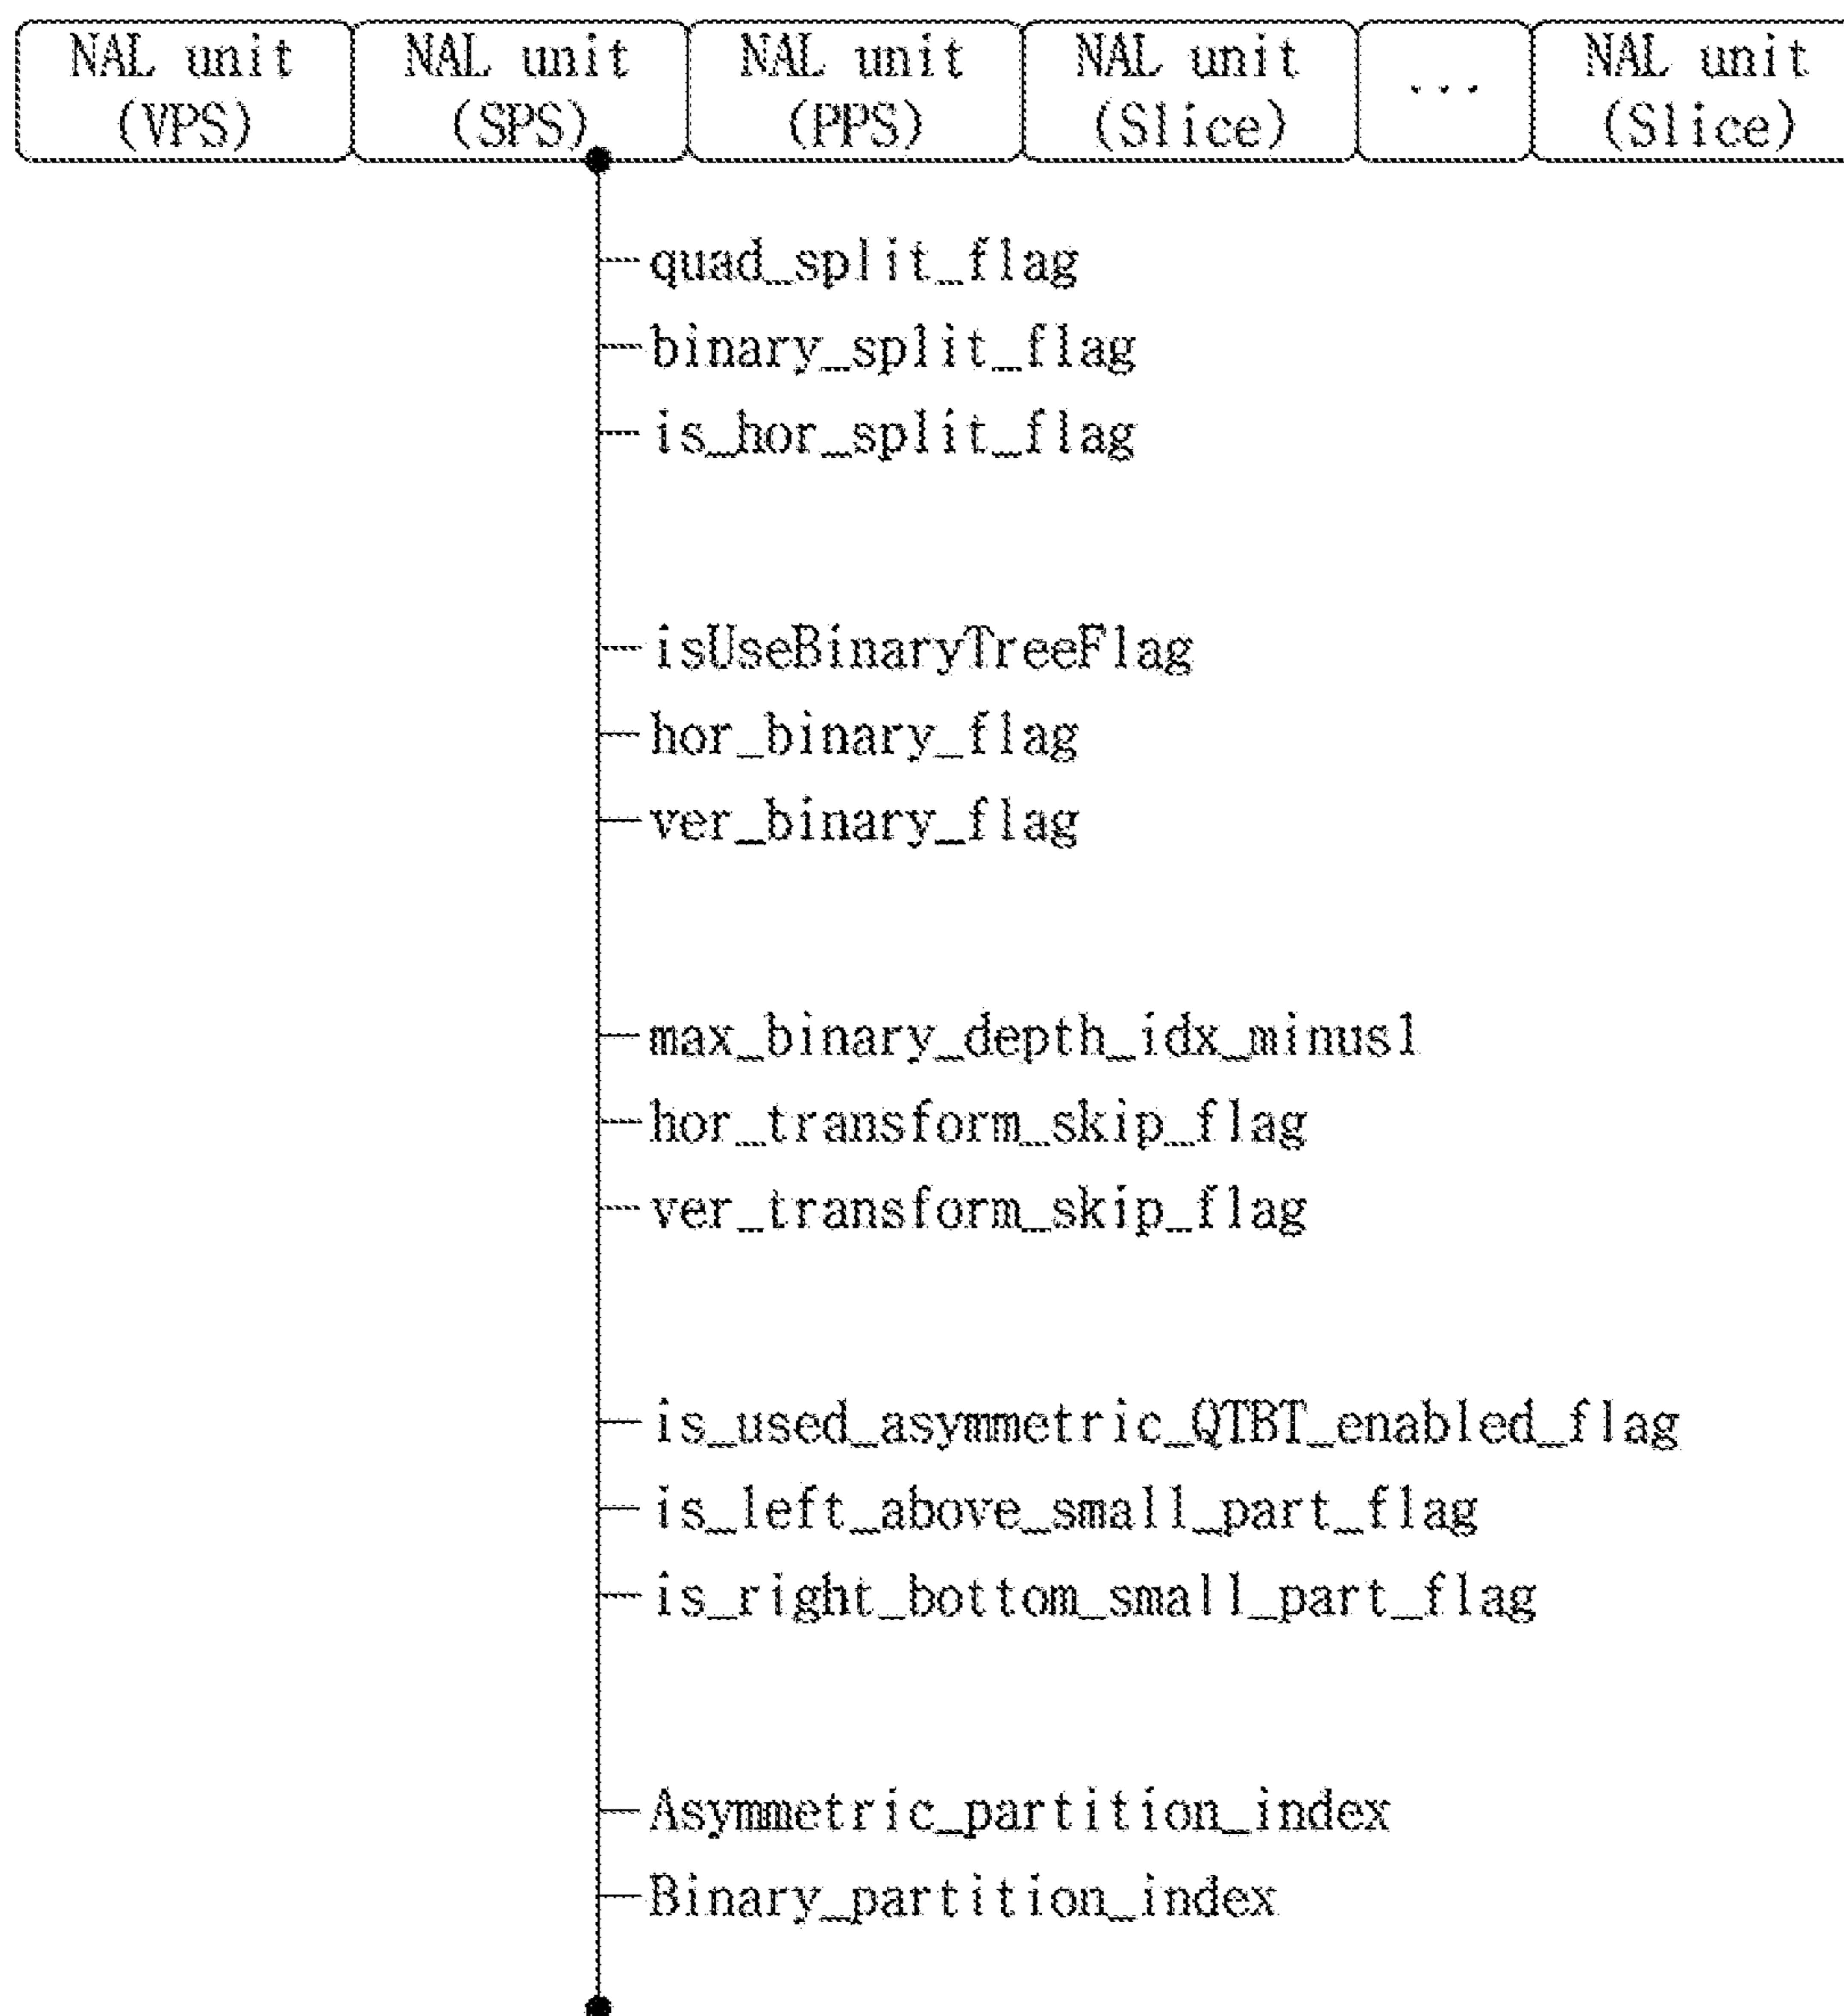 NAL unit
(VPS)
NAL unit
(SPS)
NAL unit
(PPS)
NAL unit
(Slice)
...
NAL unit
(Slice)
quad_split_flag
binary_split_flag
is_hor_split_flag
isUseBinaryTreeFlag
hor_binary_flag
ver_binary_flag
max_binary_depth_idx_minus1
hor_transform_skip_flag
ver_transform_skip_flag
is_used_asymmetric_QTBT_enabled_flag
is_left_above_small_part_flag
is_right_bottom_small_part_flag
Asymmetric_partition_index
Binary_partition_index